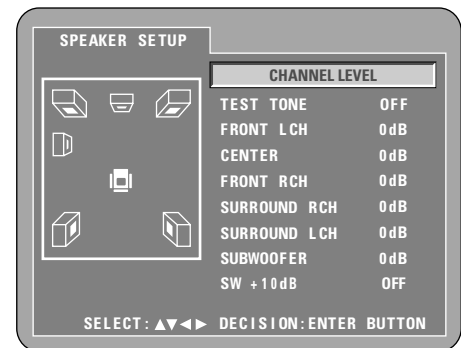 SPEAKER SETUP
CHANNEL LEVEL
TEST TONE OFF
FRONT LCH 0dB
CENTER 0dB
FRONT RCH 0dB
SURROUND RCH 0dB
SURROUND LCH 0dB
SUBWOOFER 0dB
SW +10dB OFF
SELECT: ▲▼◄► DECISION:ENTER BUTTON